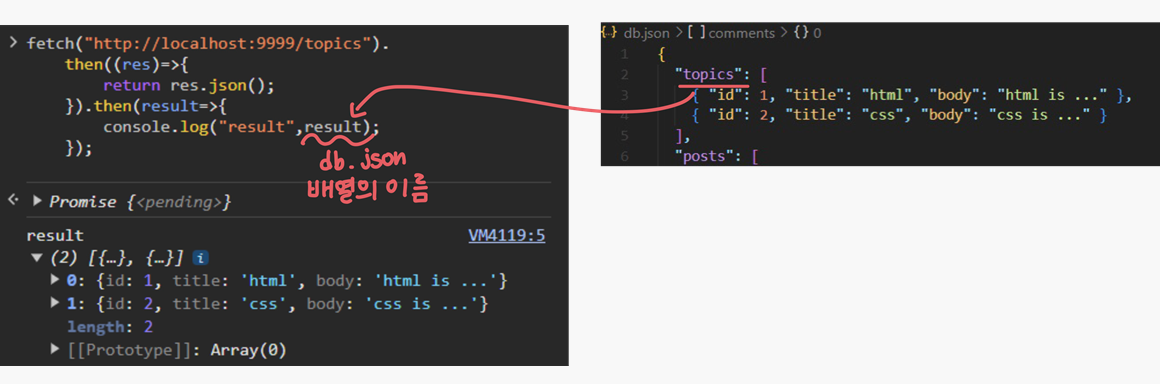 > fetch("http://localhost:9999/topics").
then((res)=>{
return res.json();
}).then(result=>{
console.log("result",result);
});
db.json
배열의 이름
Promise {<pending>}
result VM4119:5
(2) [{…}, {…}] i
0: {id: 1, title: 'html', body: 'html is ...'}
1: {id: 2, title: 'css', body: 'css is ...'}
length: 2
[[Prototype]]: Array(0)
{..} db.json > [ ] comments > {} 0
1 {
2 "topics": [
3 { "id": 1, "title": "html", "body": "html is ..." },
4 { "id": 2, "title": "css", "body": "css is ..." }
5 ],
6 "posts": [